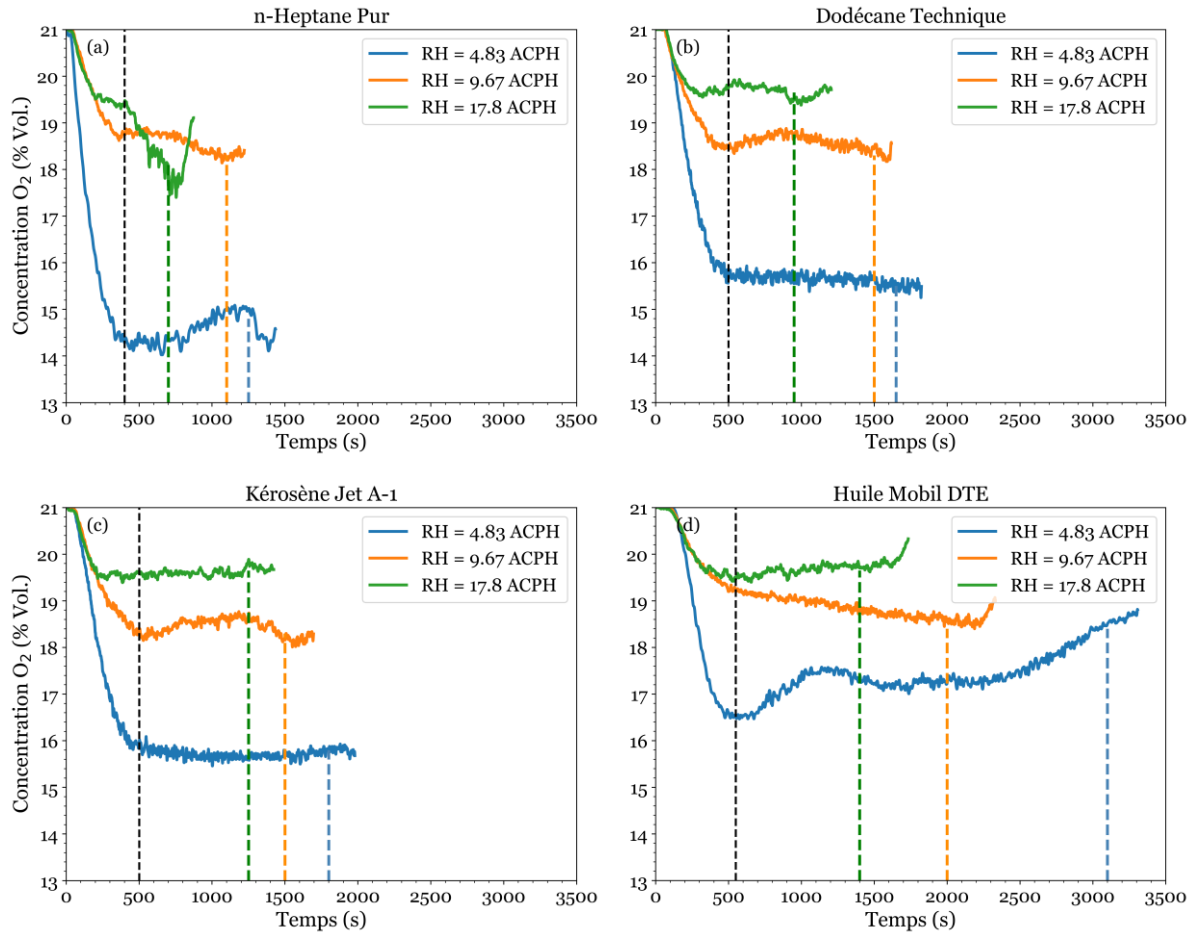 n-Heptane Pur
(a)
RH = 4.83 ACPH
RH = 9.67 ACPH
RH = 17.8 ACPH
21
20
19
18
17
16
15
14
13
Concentration O₂ (% Vol.)
0 500 1000 1500 2000 2500 3000 3500
Temps (s)
Dodécane Technique
(b)
RH = 4.83 ACPH
RH = 9.67 ACPH
RH = 17.8 ACPH
21
20
19
18
17
16
15
14
13
0 500 1000 1500 2000 2500 3000 3500
Temps (s)
Kérosène Jet A-1
(c)
RH = 4.83 ACPH
RH = 9.67 ACPH
RH = 17.8 ACPH
21
20
19
18
17
16
15
14
13
Concentration O₂ (% Vol.)
0 500 1000 1500 2000 2500 3000 3500
Temps (s)
Huile Mobil DTE
(d)
RH = 4.83 ACPH
RH = 9.67 ACPH
RH = 17.8 ACPH
21
20
19
18
17
16
15
14
13
0 500 1000 1500 2000 2500 3000 3500
Temps (s)